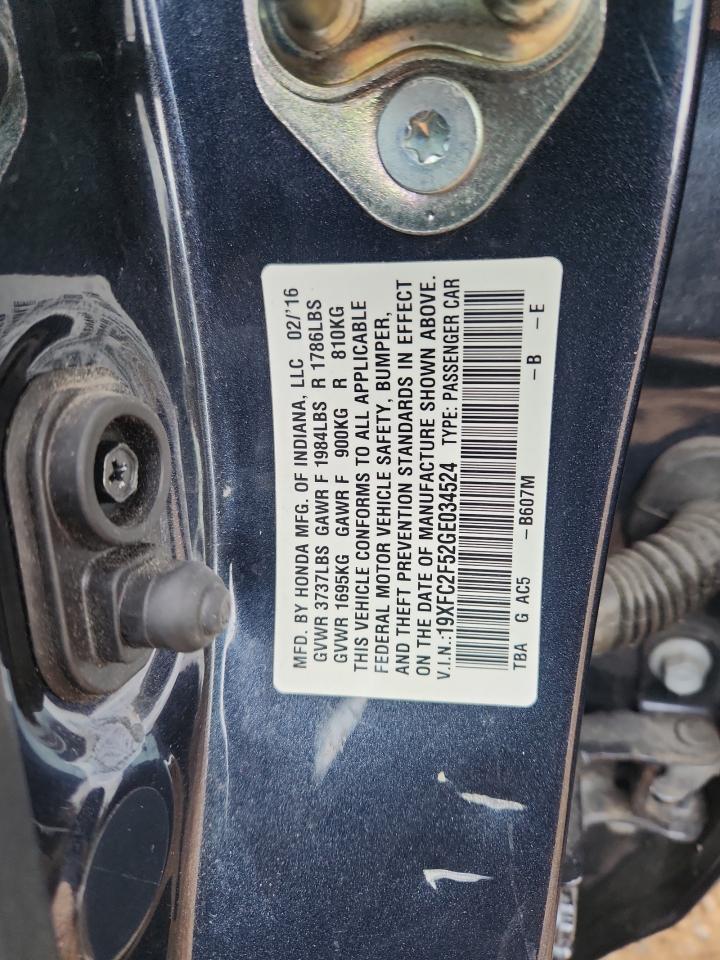 MFD. BY HONDA MFG. OF INDIANA, LLC 02/'16
GVWR 3737LBS GAWR F 1984LBS R 1786LBS
GVWR 1695KG GAWR F 900KG R 810KG
THIS VEHICLE CONFORMS TO ALL APPLICABLE
FEDERAL MOTOR VEHICLE SAFETY, BUMPER,
AND THEFT PREVENTION STANDARDS IN EFFECT
ON THE DATE OF MANUFACTURE SHOWN ABOVE.
V.I.N.:19XFC2F52GE034524 TYPE: PASSENGER CAR
TBA G AC5 -B607M -B -E